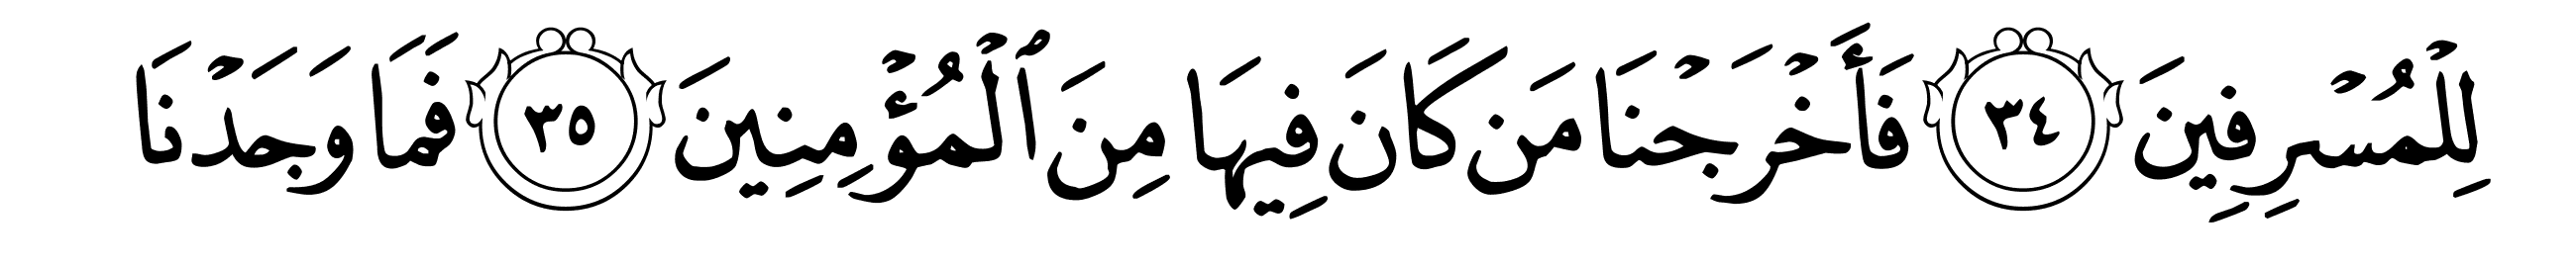 لِلْمُسْرِفِينَ ٣٤ فَأَخْرَجْنَا مَن كَانَ فِيهَا مِنَ ٱلْمُؤْمِنِينَ ٣٥ فَمَا وَجَدْنَا